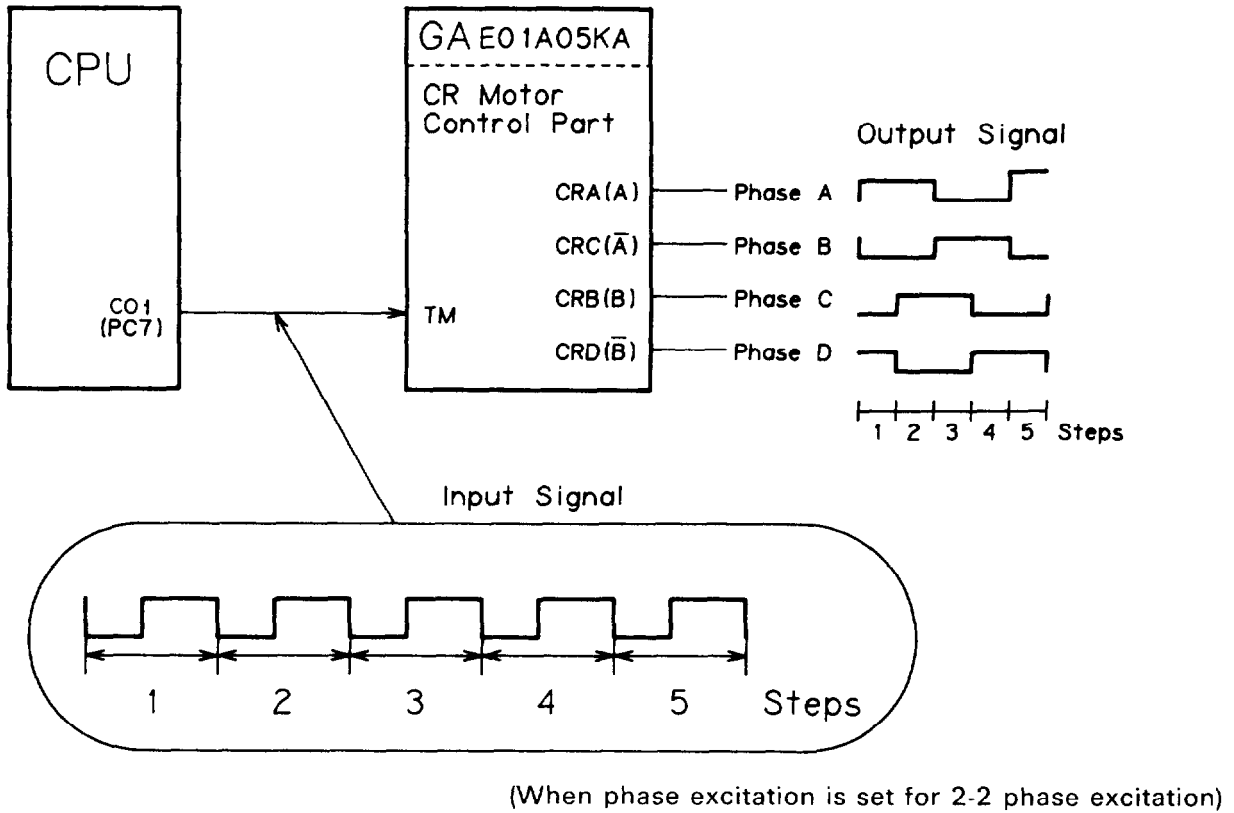 CPU
GA E01A05KA
CR Motor
Control Part
Output Signal
CRA(A) Phase A
CRC(A̅) Phase B
CRB(B) Phase C
CRD(B̅) Phase D
CO1
(PC7)
TM
1 2 3 4 5 Steps
Input Signal
1 2 3 4 5 Steps
(When phase excitation is set for 2-2 phase excitation)